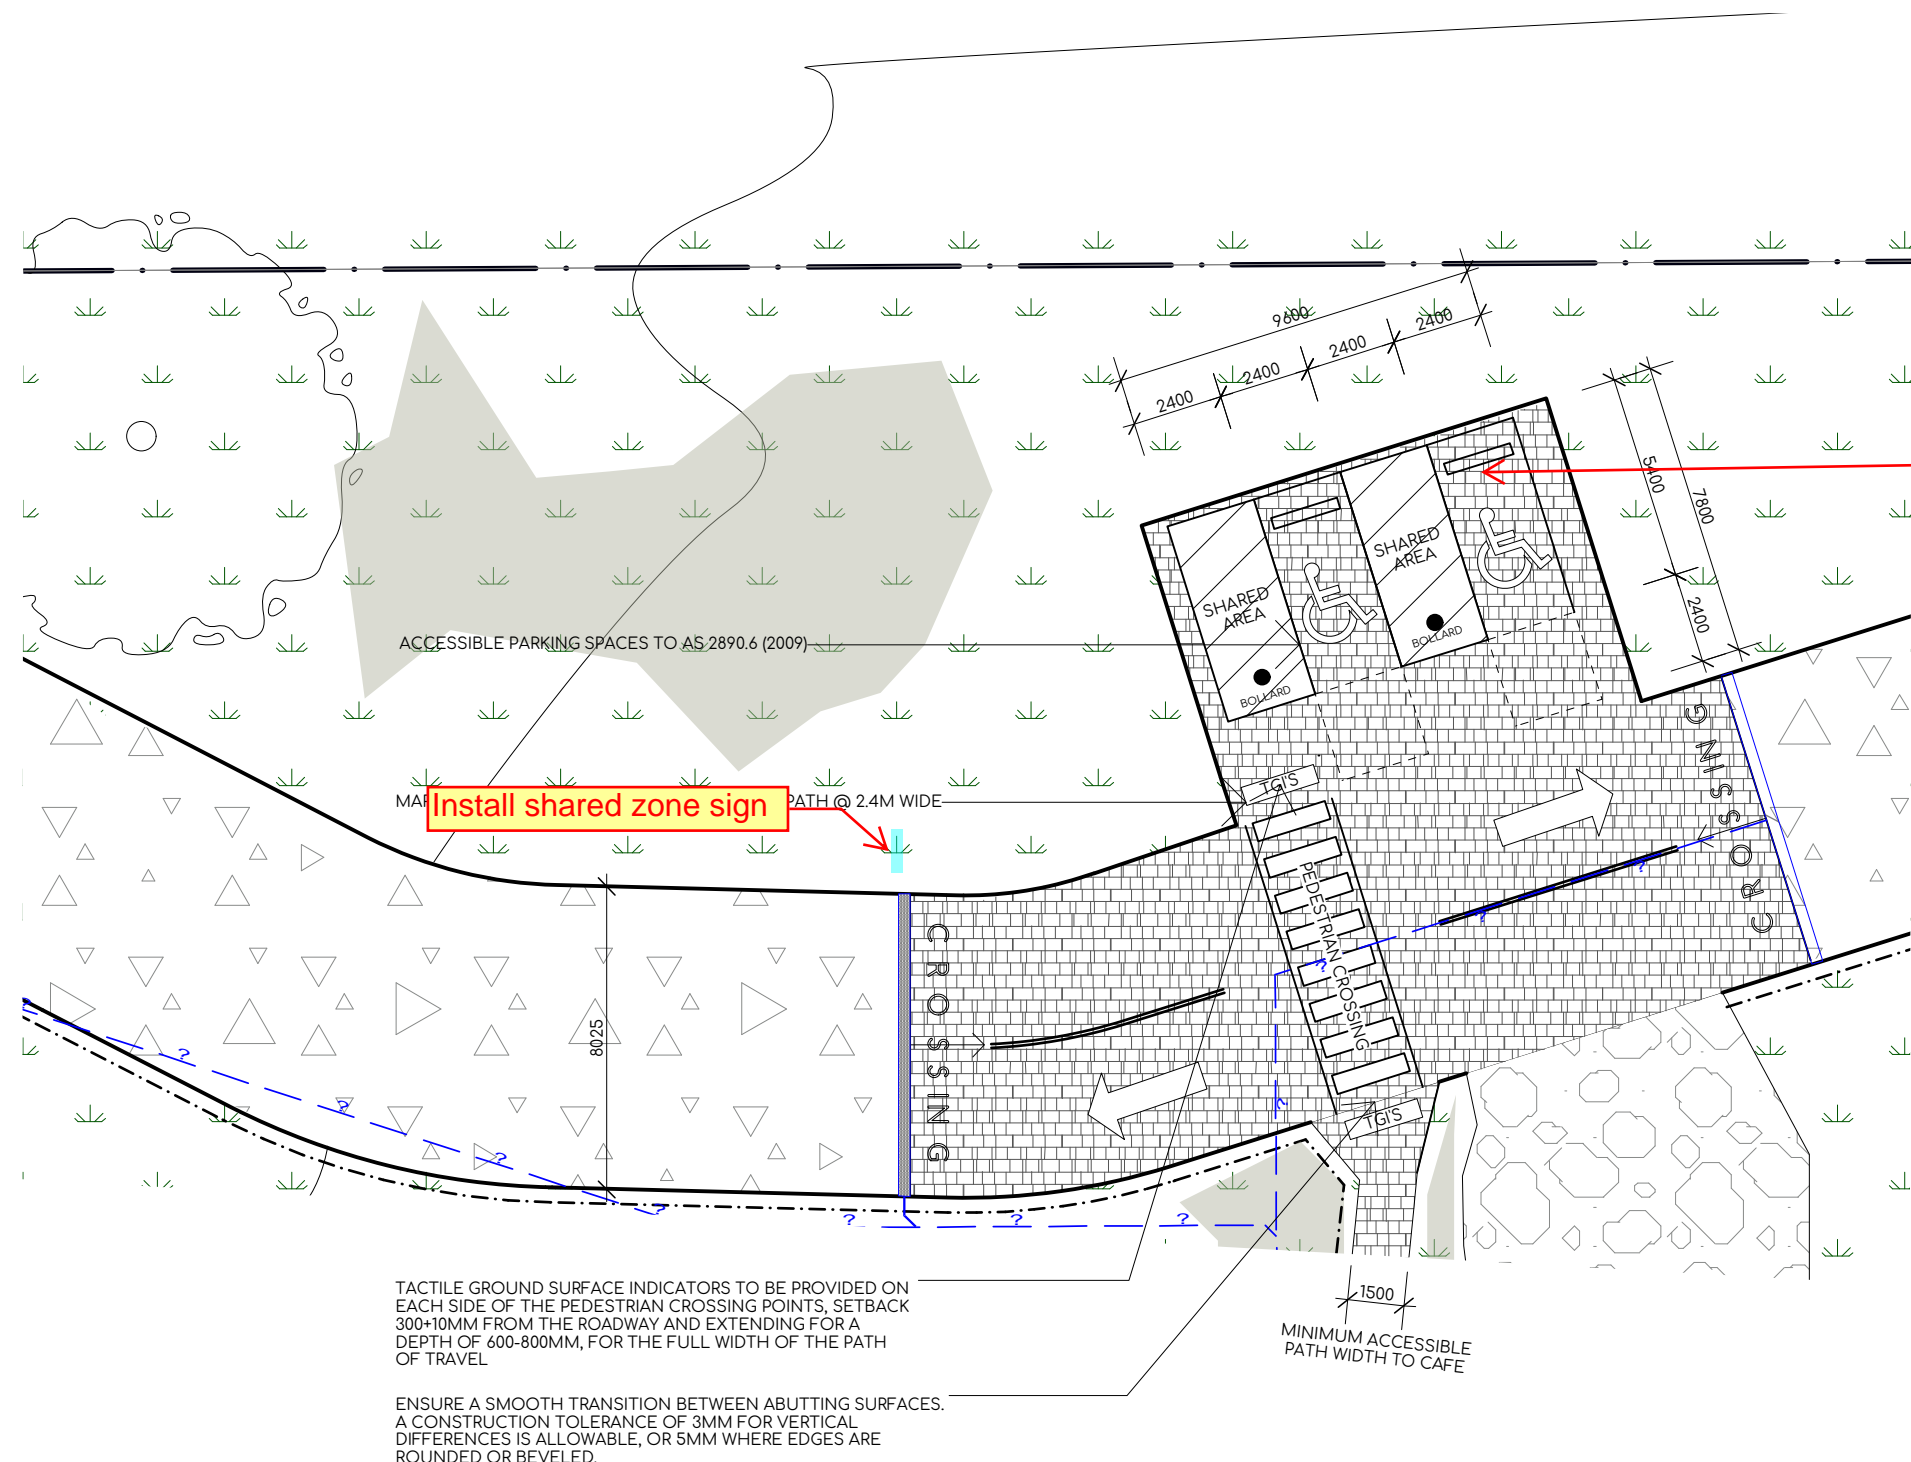 9600
2400
2400
2400
2400
5400
7800
2400
SHARED
AREA
SHARED
AREA
BOLLARD
BOLLARD
ACCESSIBLE PARKING SPACES TO AS 2890.6 (2009)
Install shared zone sign
PATH @ 2.4M WIDE
TGI'S
PEDESTRIAN CROSSING
CROSSING
CROSSING
8025
TGI'S
?
?
?
?
?
?
?
?
?
?
?
?
TACTILE GROUND SURFACE INDICATORS TO BE PROVIDED ON
EACH SIDE OF THE PEDESTRIAN CROSSING POINTS, SETBACK
300+10MM FROM THE ROADWAY AND EXTENDING FOR A
DEPTH OF 600-800MM, FOR THE FULL WIDTH OF THE PATH
OF TRAVEL
1500
MINIMUM ACCESSIBLE
PATH WIDTH TO CAFE
ENSURE A SMOOTH TRANSITION BETWEEN ABUTTING SURFACES.
A CONSTRUCTION TOLERANCE OF 3MM FOR VERTICAL
DIFFERENCES IS ALLOWABLE, OR 5MM WHERE EDGES ARE
ROUNDED OR BEVELED.